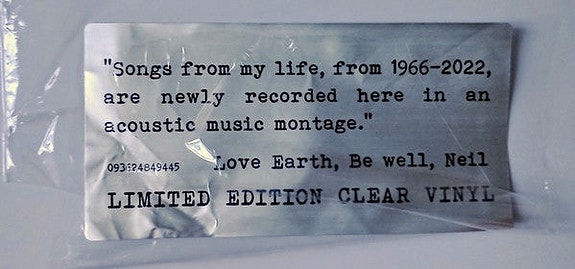 "Songs from my life, from 1966-2022,
are newly recorded here in an
acoustic music montage."
093624849445 Love Earth, Be well, Neil
LIMITED EDITION CLEAR VINYL